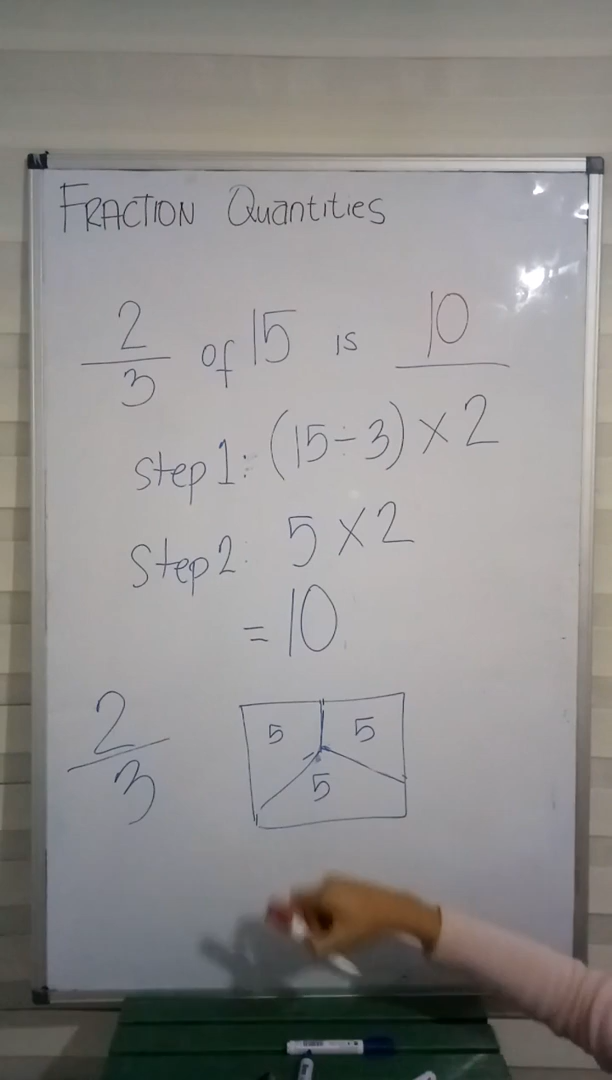 FRACTION Quantities
2/3 of 15 is 10
Step 1: (15÷3)×2
Step 2: 5×2
=10
2/3
5 5
5